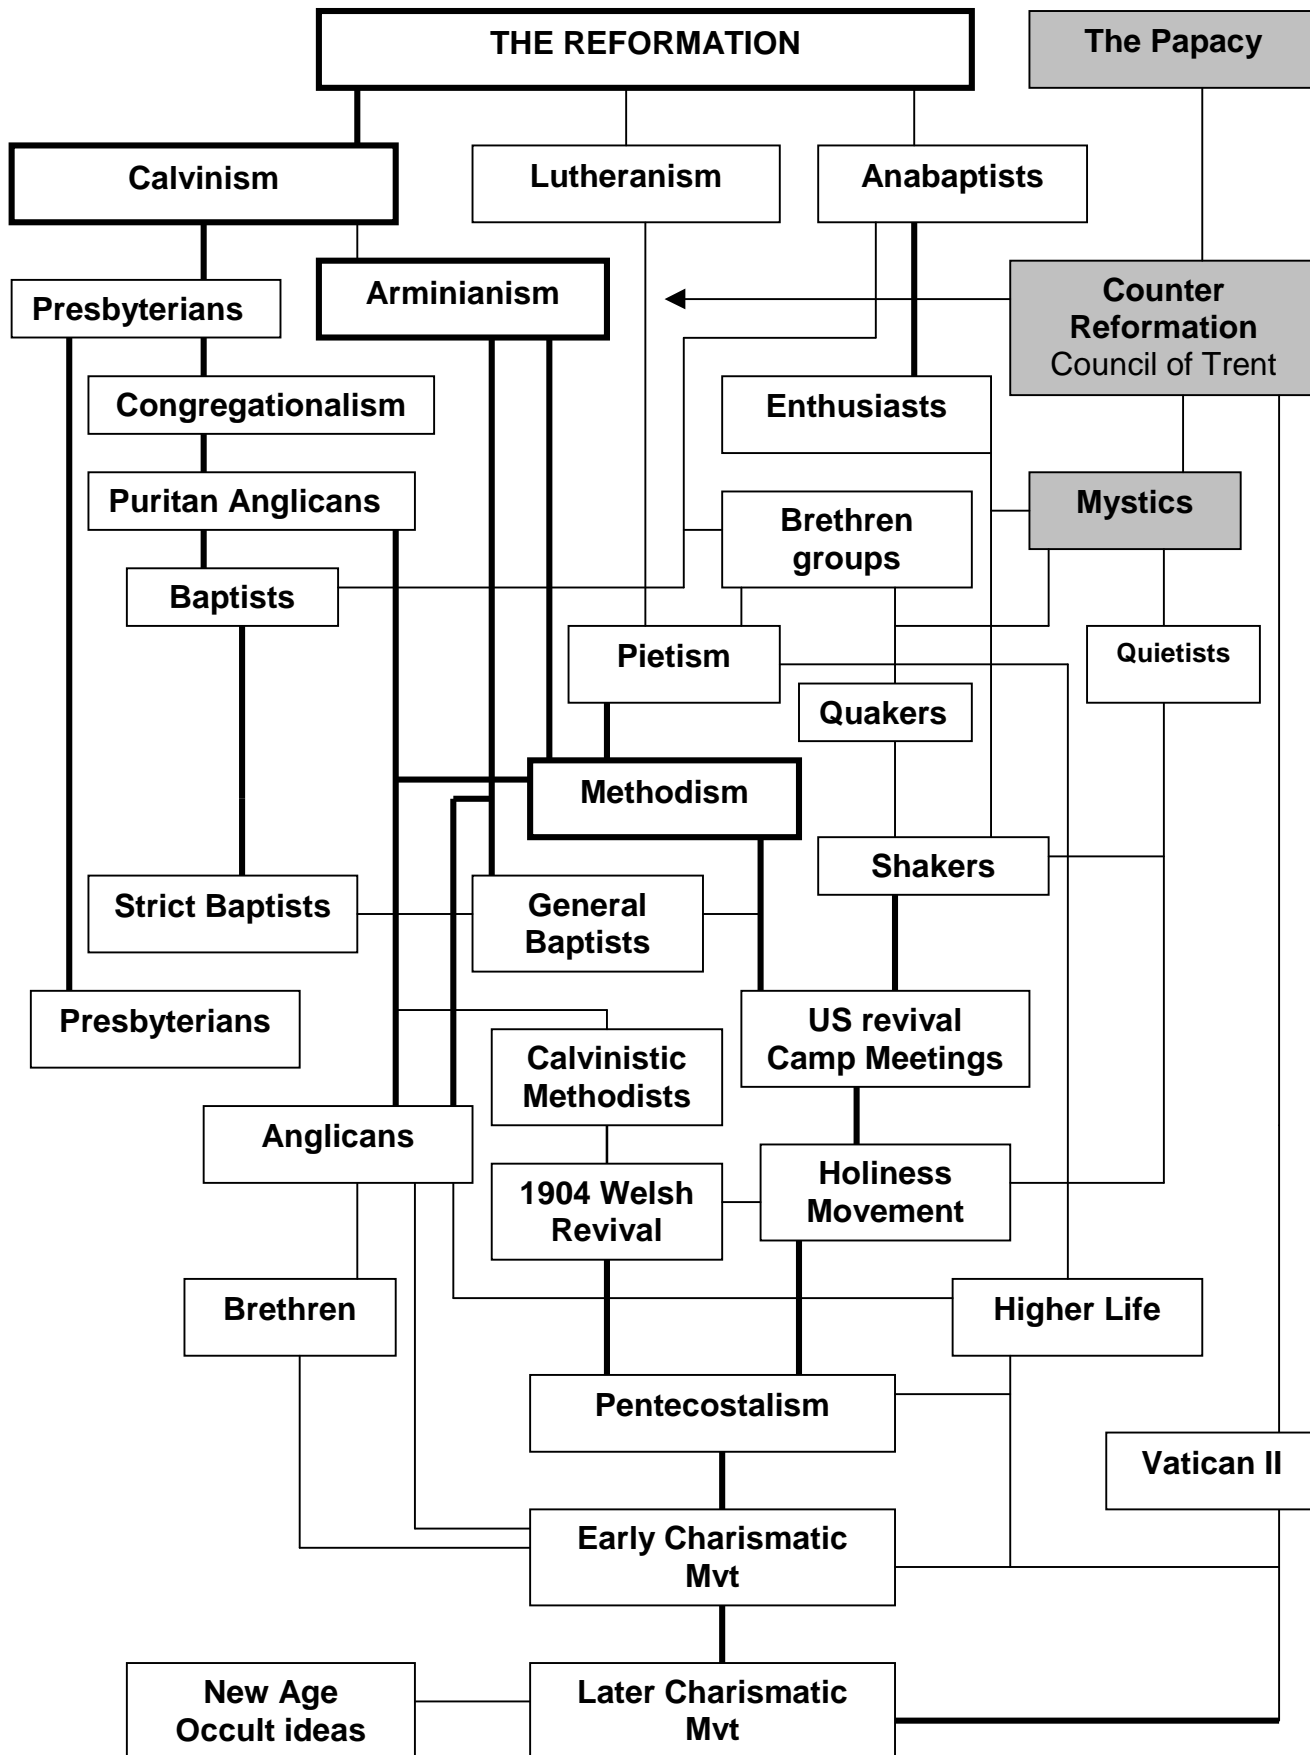 THE REFORMATION
The Papacy
Calvinism
Lutheranism
Anabaptists
Presbyterians
Arminianism
Counter
Reformation
Council of Trent
Congregationalism
Enthusiasts
Puritan Anglicans
Brethren
groups
Mystics
Baptists
Pietism
Quietists
Quakers
Methodism
Shakers
Strict Baptists
General
Baptists
Presbyterians
US revival
Camp Meetings
Calvinistic
Methodists
Anglicans
Holiness
Movement
1904 Welsh
Revival
Brethren
Higher Life
Pentecostalism
Vatican II
Early Charismatic
Mvt
New Age
Occult ideas
Later Charismatic
Mvt